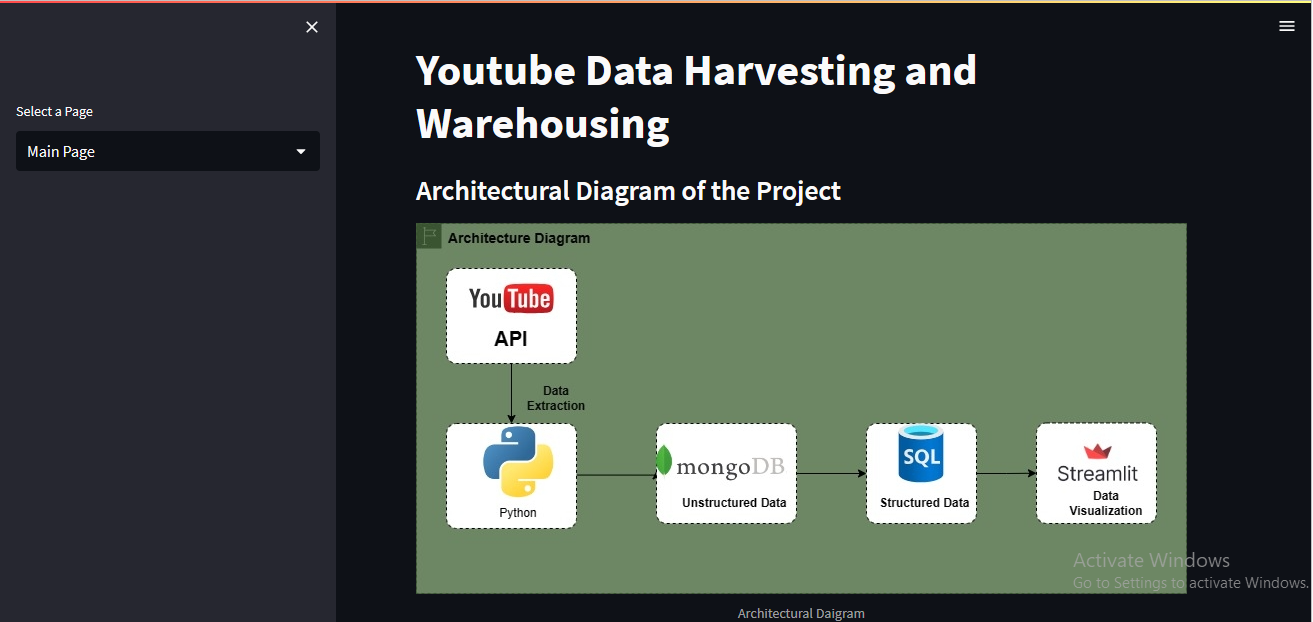 Select a Page
Main Page
Youtube Data Harvesting and
Warehousing
Architectural Diagram of the Project
Architecture Diagram
YouTube
API
Data
Extraction
Python
mongoDB
Unstructured Data
SQL
Structured Data
Streamlit
Data
Visualization
Activate Windows
Go to Settings to activate Windows.
Architectural Daigram